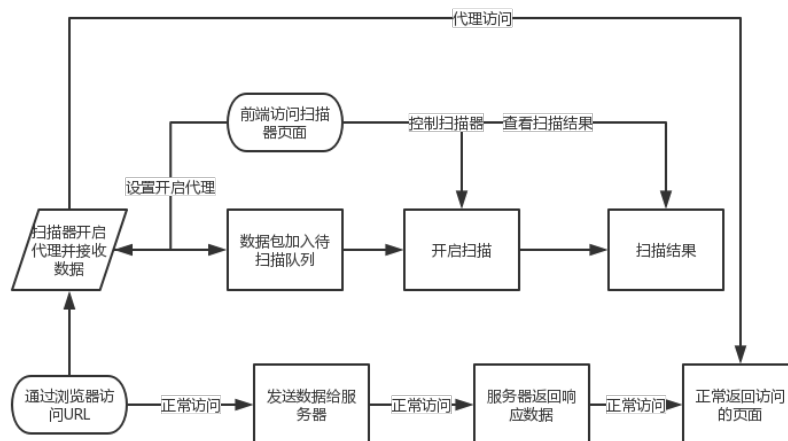 代理访问
前端访问扫描
器页面
控制扫描器
查看扫描结果
设置开启代理
扫描器开启
代理并接收
数据
数据包加入待
扫描队列
开启扫描
扫描结果
通过浏览器访
问URL
正常访问
发送数据给服
务器
正常访问
服务器返回响
应数据
正常访问
正常返回访问
的页面